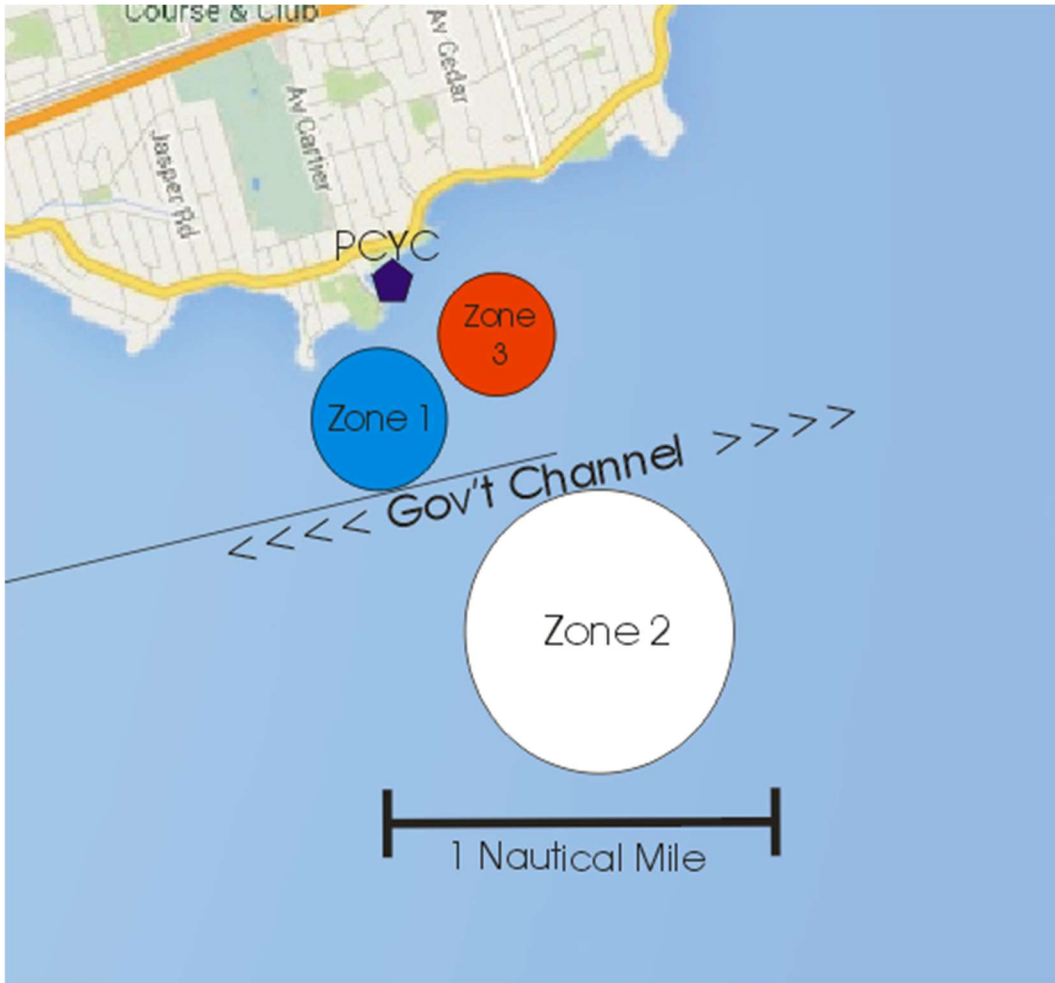 Course & Club
Av Cedar
Av Cartier
Jasper Rd
PCYC
Zone
3
Zone 1
>>>>
Gov't Channel
<<<<
Zone 2
1 Nautical Mile